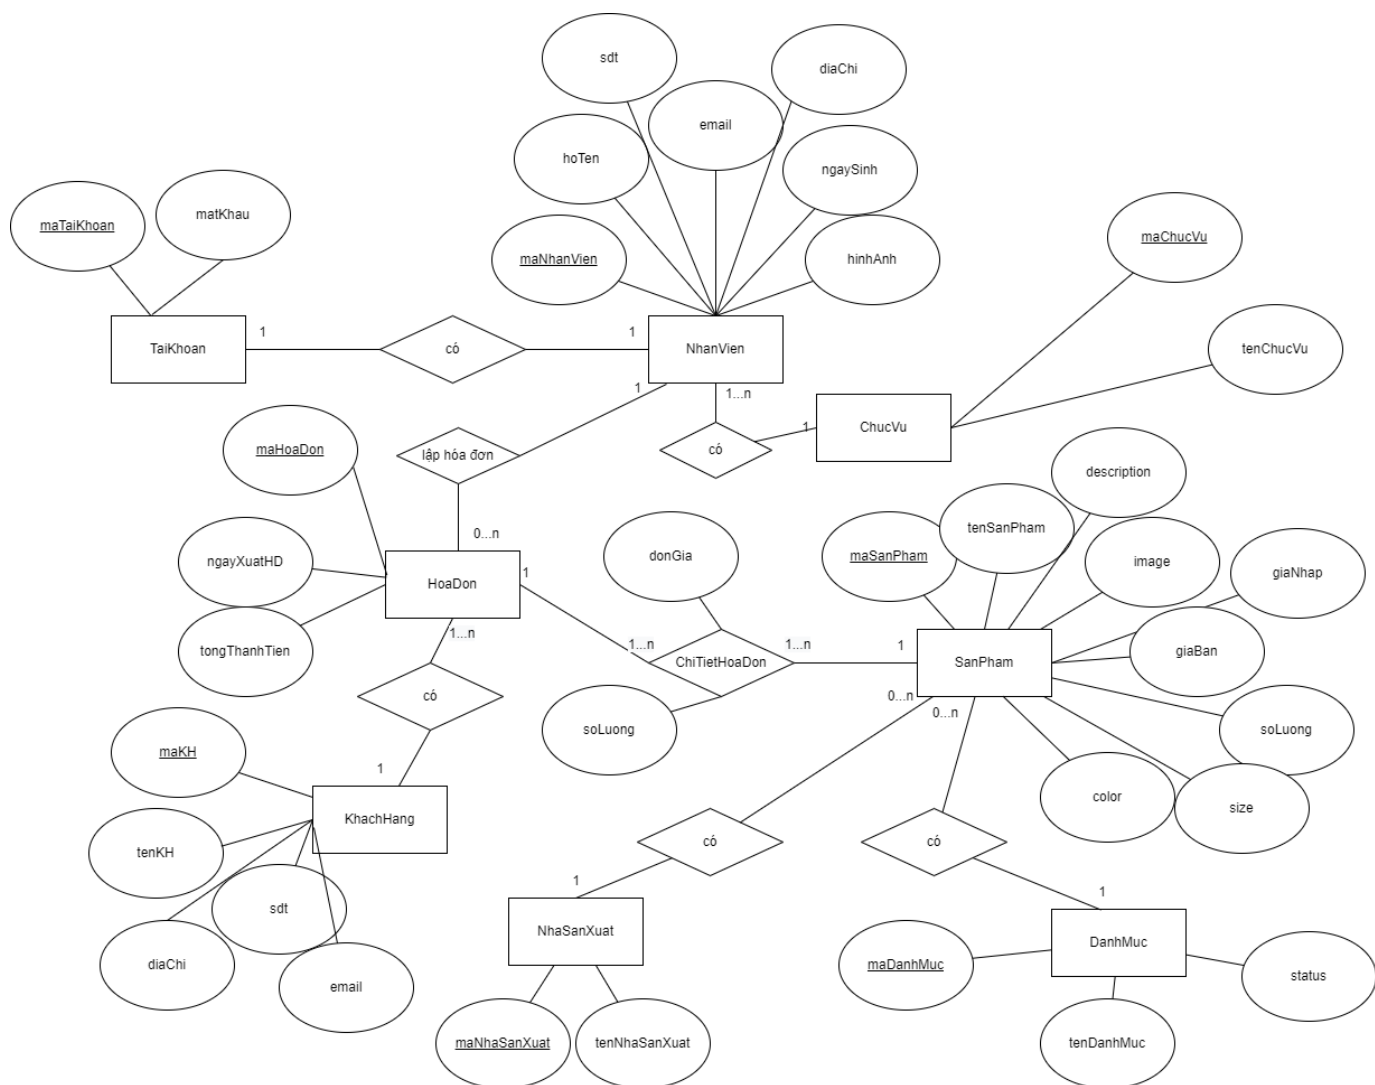 sdt
diaChi
email
hoTen
ngaySinh
maTaiKhoan
matKhau
maNhanVien
hinhAnh
maChucVu
TaiKhoan
1
có
1
NhanVien
tenChucVu
1
1...n
1
ChucVu
có
maHoaDon
lập hóa đơn
0...n
description
donGia
maSanPham
tenSanPham
image
giaNhap
ngayXuatHD
HoaDon
1
tongThanhTien
1...n
1...n
ChiTietHoaDon
1...n
1
SanPham
giaBan
có
0...n
0...n
soLuong
soLuong
maKH
1
color
size
KhachHang
tenKH
có
có
sdt
1
1
diaChi
email
NhaSanXuat
DanhMuc
maDanhMuc
status
maNhaSanXuat
tenNhaSanXuat
tenDanhMuc